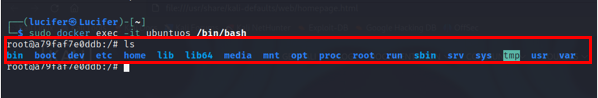 (lucifer㉿Lucifer)-[~]
sudo docker exec -it ubuntuos /bin/bash
root@a79faf7e0ddb:/# ls
bin boot dev etc home lib lib64 media mnt opt proc root run sbin srv sys tmp usr var
root@a79faf7e0ddb:/#